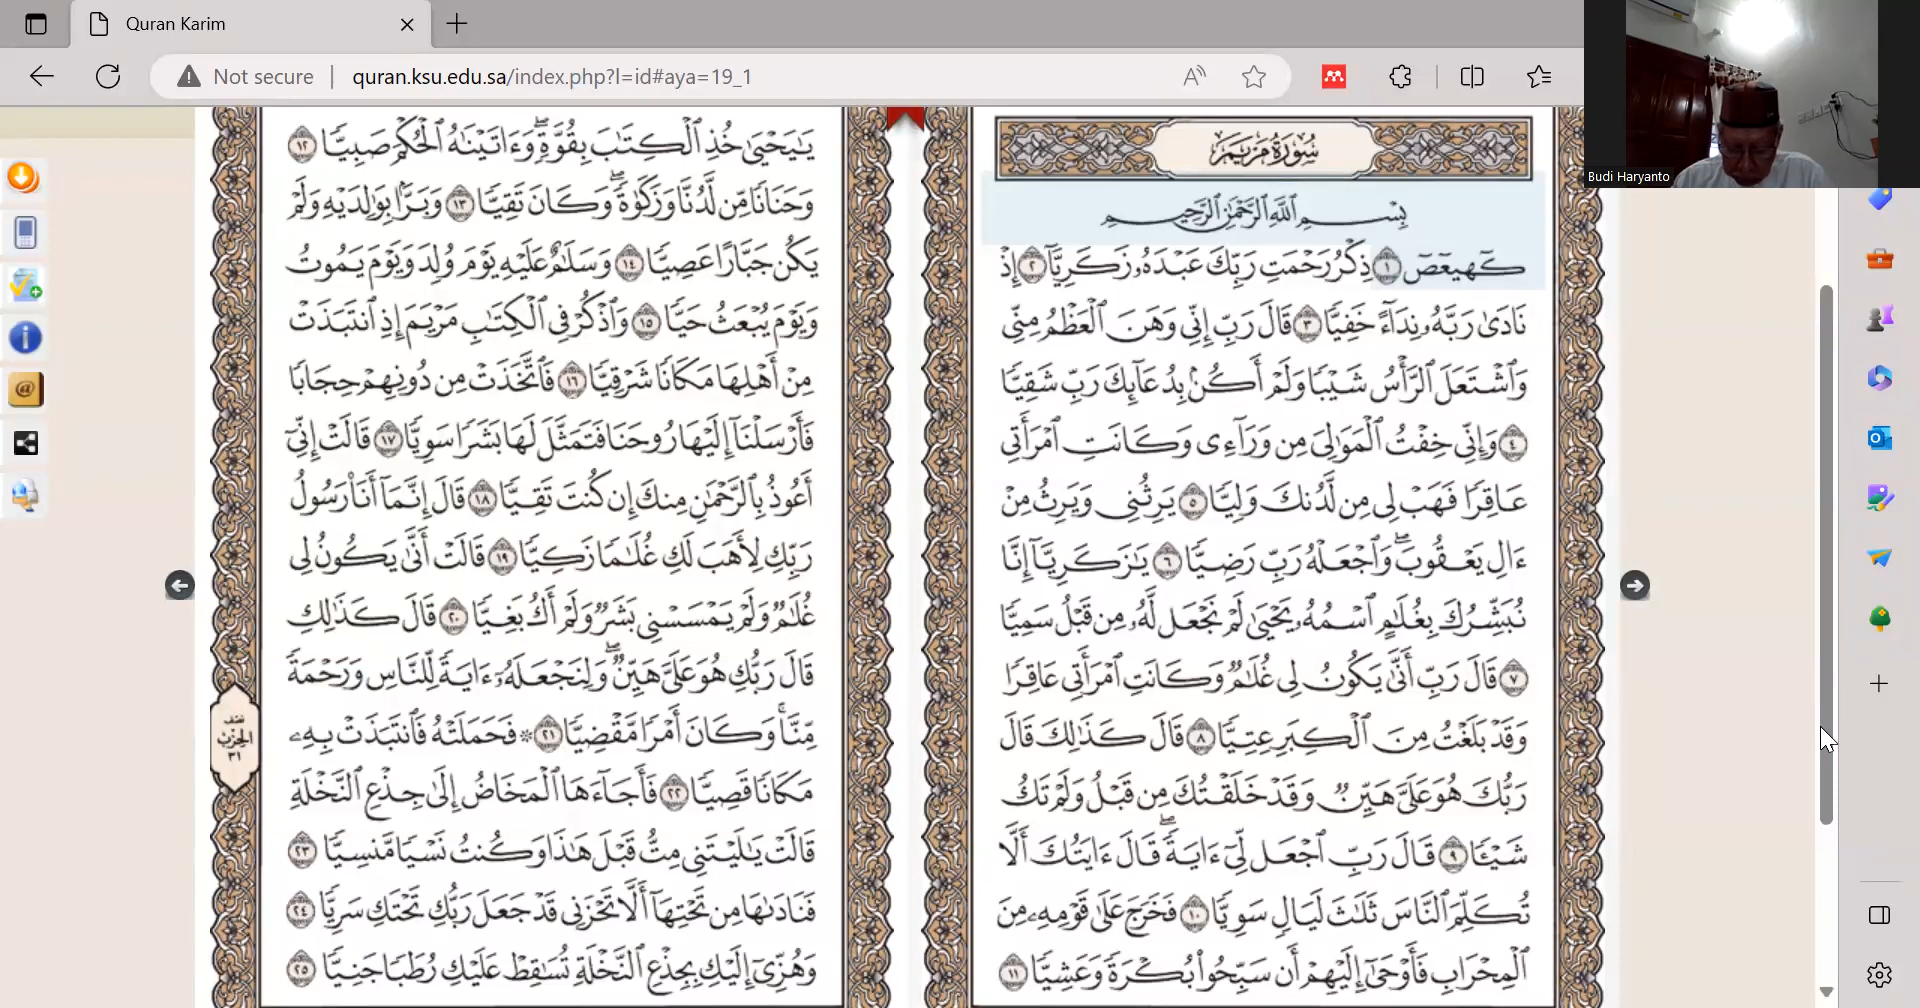 Quran Karim
Not secure
quran.ksu.edu.sa/index.php?l=id#aya=19_1
Budi Haryanto
سُورَةُ مَرْيَمَ
بِسْمِ ٱللَّهِ ٱلرَّحْمَٰنِ ٱلرَّحِيمِ
كٓهيعٓصٓ ١ ذِكْرُ رَحْمَتِ رَبِّكَ عَبْدَهُۥ زَكَرِيَّآ ٢ إِذْ
نَادَىٰ رَبَّهُۥ نِدَآءً خَفِيًّا ٣ قَالَ رَبِّ إِنِّي وَهَنَ ٱلْعَظْمُ مِنِّي
وَٱشْتَعَلَ ٱلرَّأْسُ شَيْبًا وَلَمْ أَكُنۢ بِدُعَآئِكَ رَبِّ شَقِيًّا
٤ وَإِنِّي خِفْتُ ٱلْمَوَٰلِيَ مِن وَرَآءِي وَكَانَتِ ٱمْرَأَتِي
عَاقِرًا فَهَبْ لِي مِن لَّدُنكَ وَلِيًّا ٥ يَرِثُنِي وَيَرِثُ مِنْ
ءَالِ يَعْقُوبَۖ وَٱجْعَلْهُ رَبِّ رَضِيًّا ٦ يَٰزَكَرِيَّآ إِنَّا
نُبَشِّرُكَ بِغُلَٰمٍ ٱسْمُهُۥ يَحْيَىٰ لَمْ نَجْعَل لَّهُۥ مِن قَبْلُ سَمِيًّا
٧ قَالَ رَبِّ أَنَّىٰ يَكُونُ لِي غُلَٰمٌ وَكَانَتِ ٱمْرَأَتِي عَاقِرًا
وَقَدْ بَلَغْتُ مِنَ ٱلْكِبَرِ عِتِيًّا ٨ قَالَ كَذَٰلِكَ قَالَ
رَبُّكَ هُوَ عَلَيَّ هَيِّنٌ وَقَدْ خَلَقْتُكَ مِن قَبْلُ وَلَمْ تَكُ
شَيْـًٔا ٩ قَالَ رَبِّ ٱجْعَل لِّيٓ ءَايَةًۖ قَالَ ءَايَتُكَ أَلَّا
تُكَلِّمَ ٱلنَّاسَ ثَلَٰثَ لَيَالٍ سَوِيًّا ١٠ فَخَرَجَ عَلَىٰ قَوْمِهِۦ مِنَ
ٱلْمِحْرَابِ فَأَوْحَىٰٓ إِلَيْهِمْ أَن سَبِّحُوا۟ بُكْرَةً وَعَشِيًّا ١١
يَٰيَحْيَىٰ خُذِ ٱلْكِتَٰبَ بِقُوَّةٍۖ وَءَاتَيْنَٰهُ ٱلْحُكْمَ صَبِيًّا ١٢
وَحَنَانًا مِّن لَّدُنَّا وَزَكَوٰةًۖ وَكَانَ تَقِيًّا ١٣ وَبَرًّۢا بِوَٰلِدَيْهِ وَلَمْ
يَكُن جَبَّارًا عَصِيًّا ١٤ وَسَلَٰمٌ عَلَيْهِ يَوْمَ وُلِدَ وَيَوْمَ يَمُوتُ
وَيَوْمَ يُبْعَثُ حَيًّا ١٥ وَٱذْكُرْ فِي ٱلْكِتَٰبِ مَرْيَمَ إِذِ ٱنتَبَذَتْ
مِنْ أَهْلِهَا مَكَانًا شَرْقِيًّا ١٦ فَٱتَّخَذَتْ مِن دُونِهِمْ حِجَابًا
فَأَرْسَلْنَآ إِلَيْهَا رُوحَنَا فَتَمَثَّلَ لَهَا بَشَرًا سَوِيًّا ١٧ قَالَتْ إِنِّيٓ
أَعُوذُ بِٱلرَّحْمَٰنِ مِنكَ إِن كُنتَ تَقِيًّا ١٨ قَالَ إِنَّمَآ أَنَا۠ رَسُولُ
رَبِّكِ لِأَهَبَ لَكِ غُلَٰمًا زَكِيًّا ١٩ قَالَتْ أَنَّىٰ يَكُونُ لِي
غُلَٰمٌ وَلَمْ يَمْسَسْنِي بَشَرٌ وَلَمْ أَكُ بَغِيًّا ٢٠ قَالَ كَذَٰلِكِ
قَالَ رَبُّكِ هُوَ عَلَيَّ هَيِّنٌۖ وَلِنَجْعَلَهُۥٓ ءَايَةً لِّلنَّاسِ وَرَحْمَةً
مِّنَّاۚ وَكَانَ أَمْرًا مَّقْضِيًّا ٢١ ۞ فَحَمَلَتْهُ فَٱنتَبَذَتْ بِهِۦ
مَكَانًا قَصِيًّا ٢٢ فَأَجَآءَهَا ٱلْمَخَاضُ إِلَىٰ جِذْعِ ٱلنَّخْلَةِ
قَالَتْ يَٰلَيْتَنِي مِتُّ قَبْلَ هَٰذَا وَكُنتُ نَسْيًا مَّنسِيًّا ٢٣
فَنَادَىٰهَا مِن تَحْتِهَآ أَلَّا تَحْزَنِي قَدْ جَعَلَ رَبُّكِ تَحْتَكِ سَرِيًّا ٢٤
وَهُزِّيٓ إِلَيْكِ بِجِذْعِ ٱلنَّخْلَةِ تُسَٰقِطْ عَلَيْكِ رُطَبًا جَنِيًّا ٢٥
نصف
الحزب
٣١